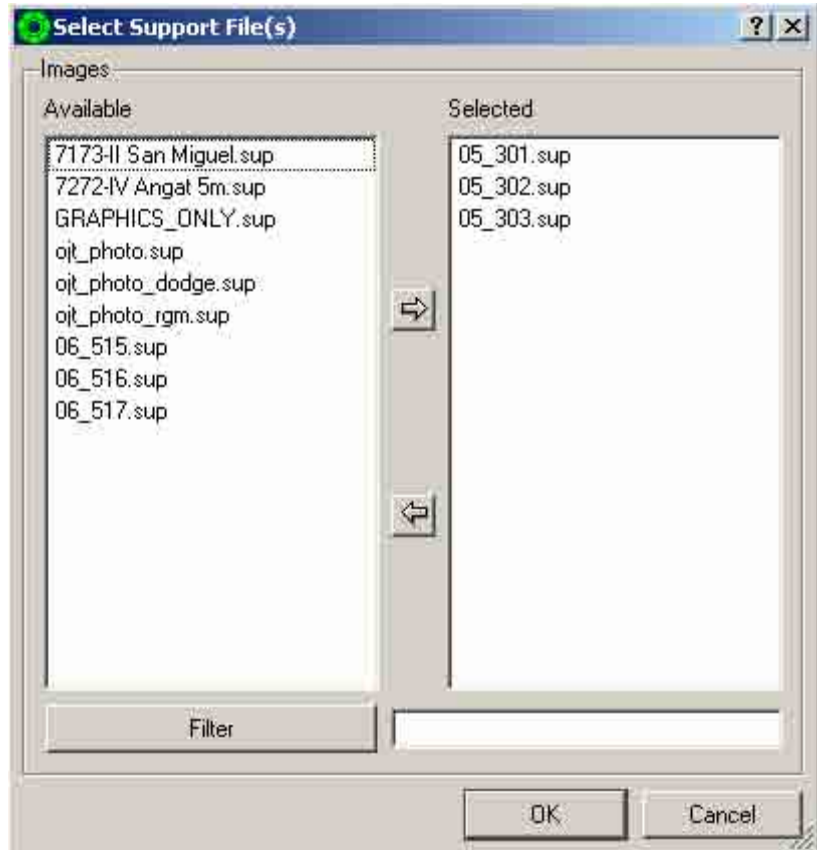 Select Support File(s)
Images
Available
7173-II San Miguel.sup
7272-IV Angat 5m.sup
GRAPHICS_ONLY.sup
ojt_photo.sup
ojt_photo_dodge.sup
ojt_photo_rgm.sup
06_515.sup
06_516.sup
06_517.sup
Selected
05_301.sup
05_302.sup
05_303.sup
Filter
OK
Cancel